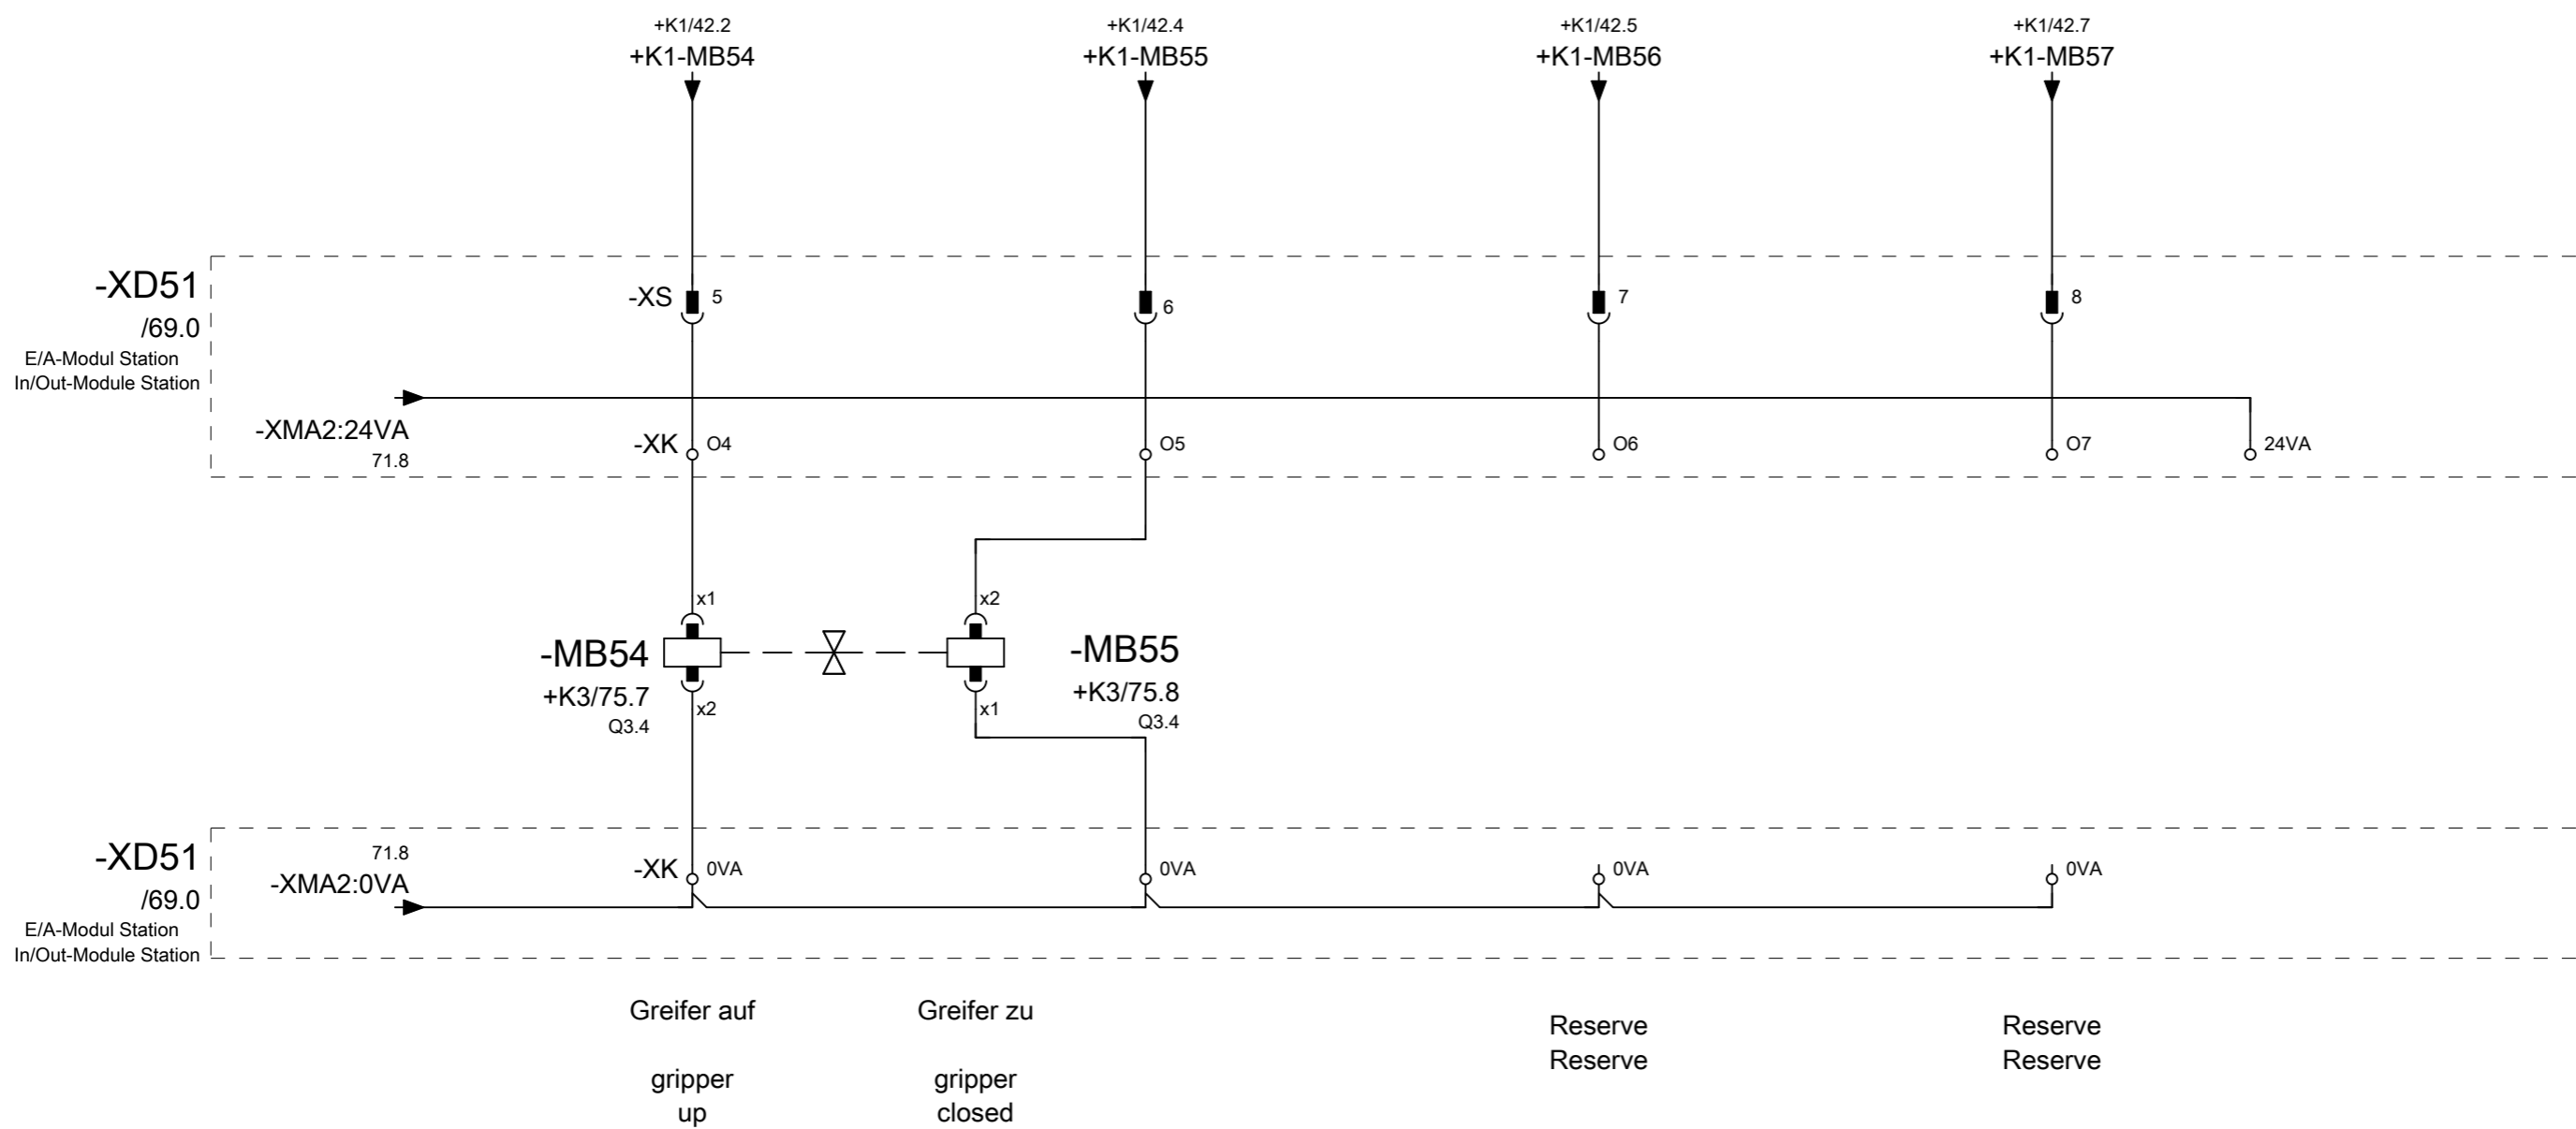 +K1/42.2
+K1-MB54
+K1/42.4
+K1-MB55
+K1/42.5
+K1-MB56
+K1/42.7
+K1-MB57
-XD51
/69.0
E/A-Modul Station
In/Out-Module Station
-XS
5
6
7
8
-XMA2:24VA
71.8
-XK
O4
O5
O6
O7
24VA
x1
-MB54
+K3/75.7
Q3.4
x2
x2
-MB55
+K3/75.8
Q3.4
x1
-XD51
/69.0
E/A-Modul Station
In/Out-Module Station
71.8
-XMA2:0VA
-XK
0VA
0VA
0VA
0VA
Greifer auf
gripper
up
Greifer zu
gripper
closed
Reserve
Reserve
Reserve
Reserve